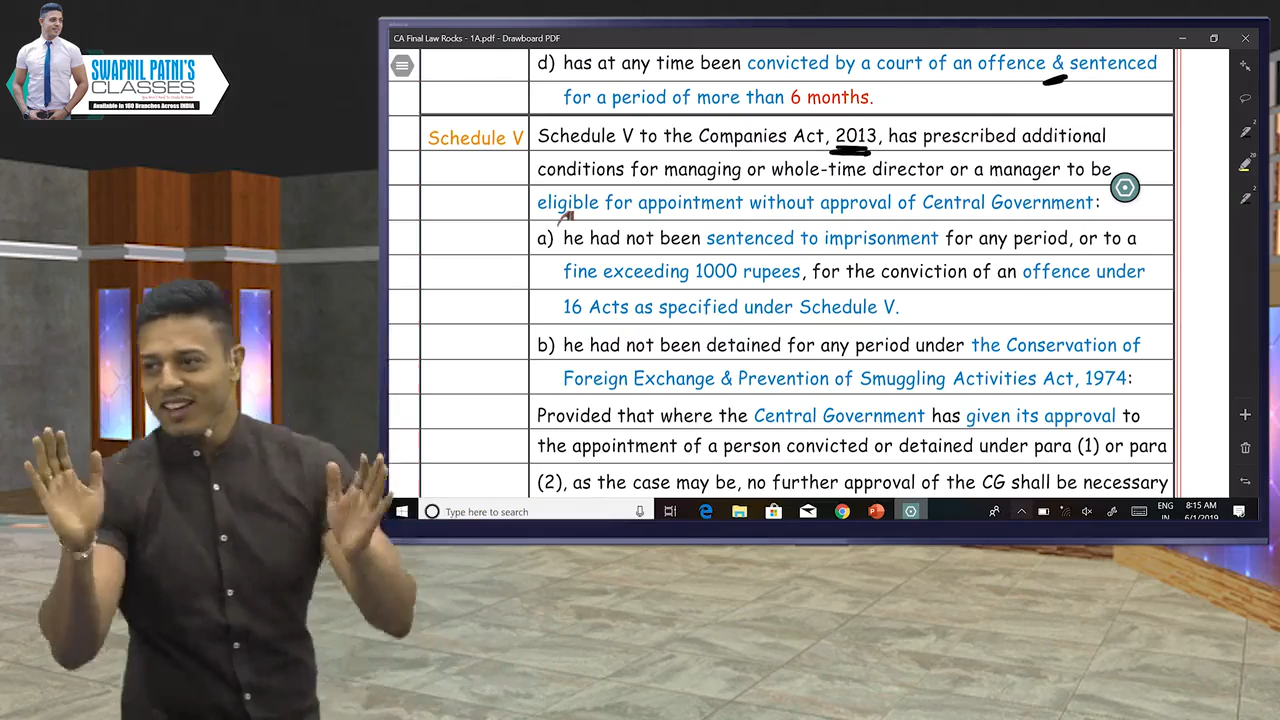 SWAPNIL PATNI'S
CLASSES
Available in 160 Branches Across INDIA
CA Final Law Rocks - 1A.pdf - Drawboard PDF
d) has at any time been convicted by a court of an offence & sentenced
for a period of more than 6 months.
Schedule V
Schedule V to the Companies Act, 2013, has prescribed additional
conditions for managing or whole-time director or a manager to be
eligible for appointment without approval of Central Government:
a) he had not been sentenced to imprisonment for any period, or to a
fine exceeding 1000 rupees, for the conviction of an offence under
16 Acts as specified under Schedule V.
b) he had not been detained for any period under the Conservation of
Foreign Exchange & Prevention of Smuggling Activities Act, 1974:
Provided that where the Central Government has given its approval to
the appointment of a person convicted or detained under para (1) or para
(2), as the case may be, no further approval of the CG shall be necessary
Type here to search
ENG
IN
8:15 AM
6/1/2019